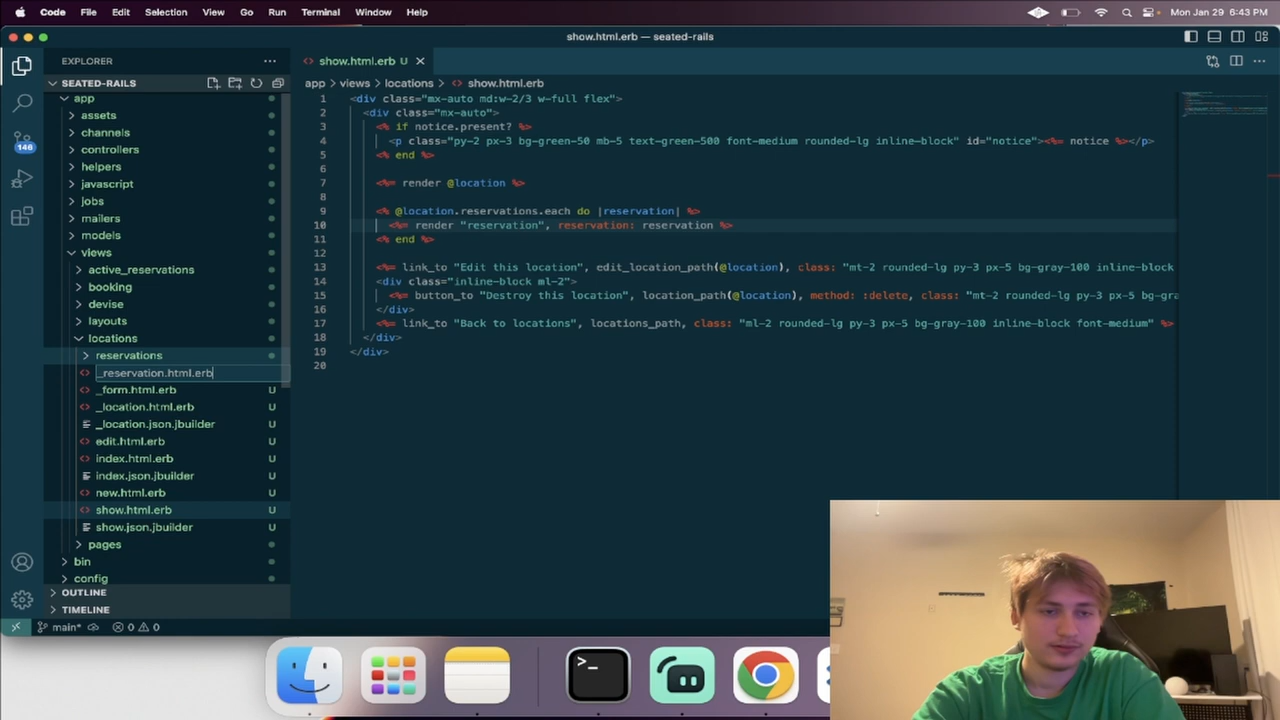 Code File Edit Selection View Go Run Terminal Window Help
Mon Jan 29 6:43 PM
show.html.erb — seated-rails
EXPLORER
show.html.erb U
SEATED-RAILS
app > views > locations > show.html.erb
app
assets
channels
controllers
helpers
javascript
jobs
mailers
models
views
active_reservations
booking
devise
layouts
locations
reservations
_reservation.html.erb
_form.html.erb U
_location.html.erb U
_location.json.jbuilder U
edit.html.erb U
index.html.erb U
index.json.jbuilder U
new.html.erb U
show.html.erb U
show.json.jbuilder U
pages
bin
config
OUTLINE
TIMELINE
146
1 <div class="mx-auto md:w-2/3 w-full flex">
2 <div class="mx-auto">
3 <% if notice.present? %>
4 <p class="py-2 px-3 bg-green-50 mb-5 text-green-500 font-medium rounded-lg inline-block" id="notice"><%= notice %></p>
5 <% end %>
6
7 <%= render @location %>
8
9 <% @location.reservations.each do |reservation| %>
10 <%= render "reservation", reservation: reservation %>
11 <% end %>
12
13 <%= link_to "Edit this location", edit_location_path(@location), class: "mt-2 rounded-lg py-3 px-5 bg-gray-100 inline-block
14 <div class="inline-block ml-2">
15 <%= button_to "Destroy this location", location_path(@location), method: :delete, class: "mt-2 rounded-lg py-3 px-5 bg-gra
16 </div>
17 <%= link_to "Back to locations", locations_path, class: "ml-2 rounded-lg py-3 px-5 bg-gray-100 inline-block font-medium" %>
18 </div>
19 </div>
20
main* 0 0